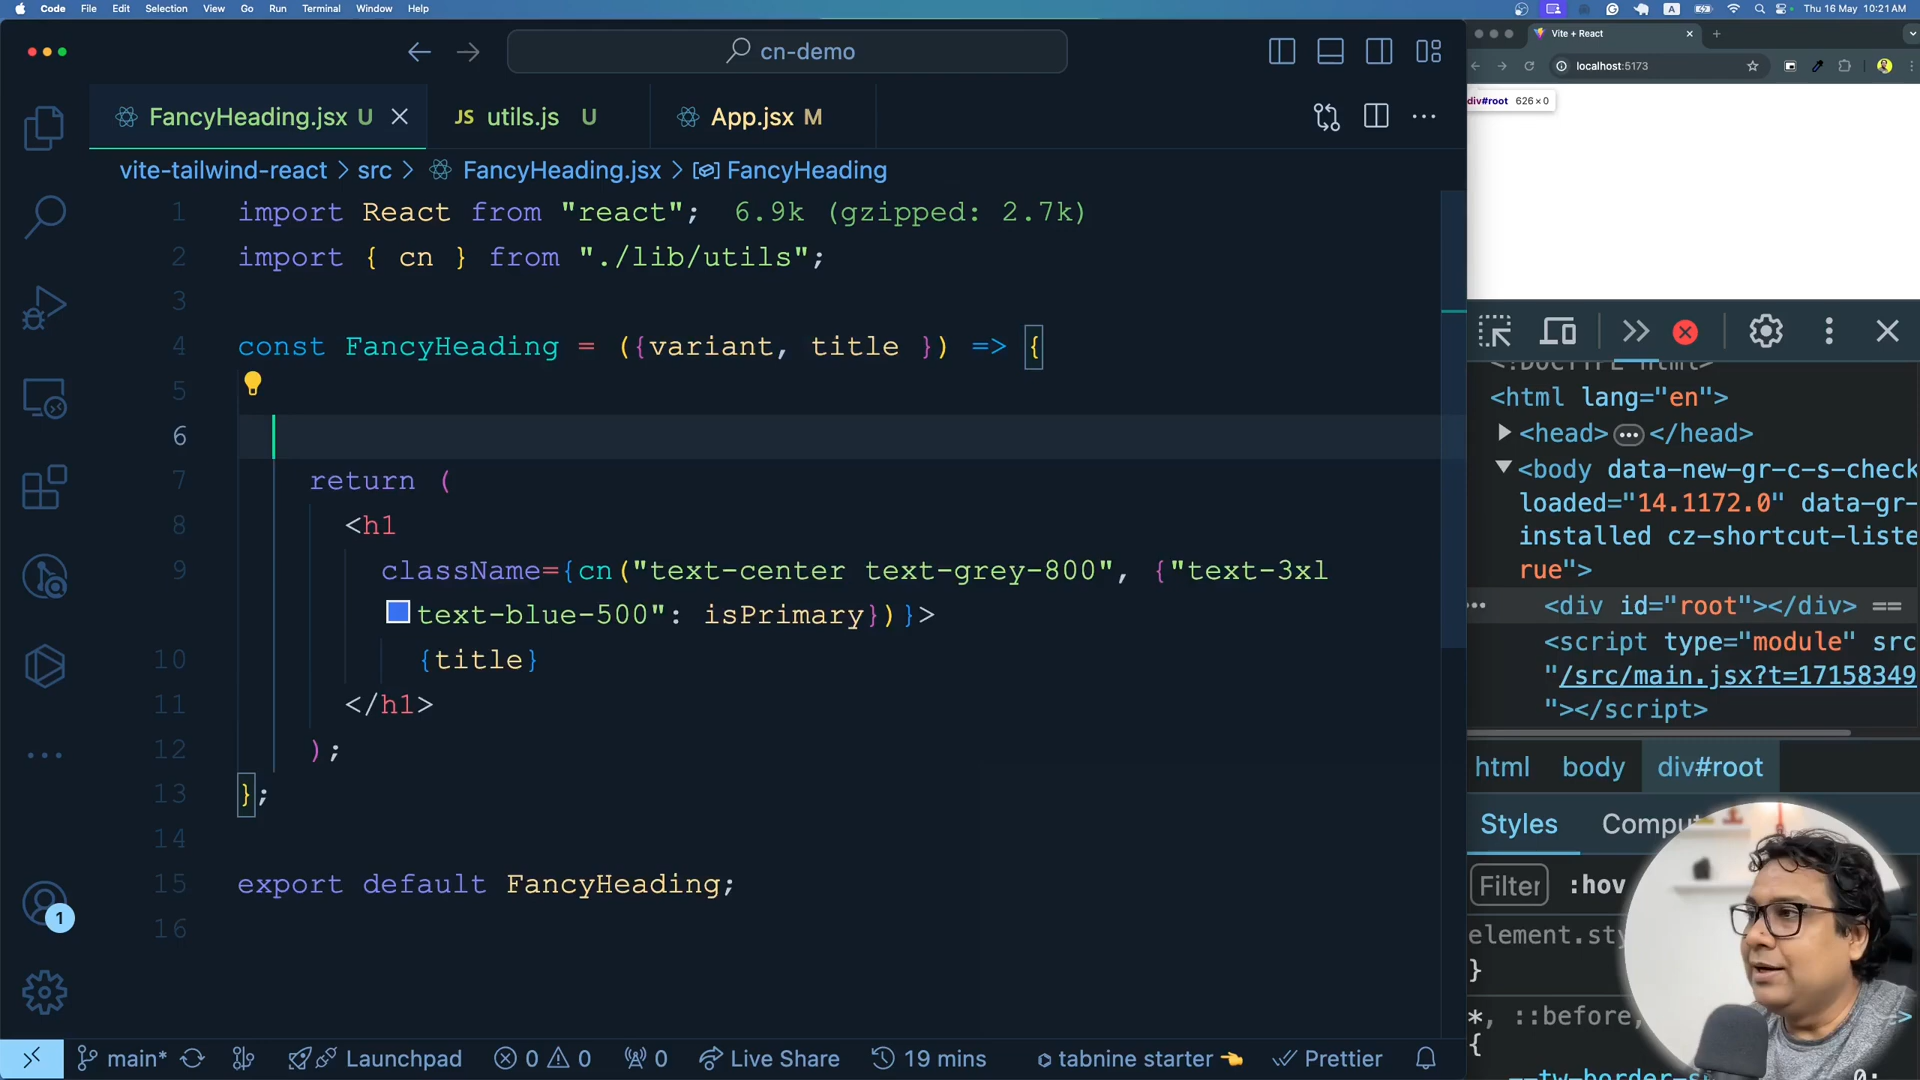 Code File Edit Selection View Go Run Terminal Window Help
A Thu 16 May 10:21 AM
cn-demo
Vite + React
localhost:5173
div#root 626×0
FancyHeading.jsx U
JS utils.js U
App.jsx M
vite-tailwind-react > src > FancyHeading.jsx > FancyHeading
1 import React from "react"; 6.9k (gzipped: 2.7k)
2 import { cn } from "./lib/utils";
3
4 const FancyHeading = ({variant, title }) => {
5
6
7 return (
8 <h1
9 className={cn("text-center text-grey-800", {"text-3xl
text-blue-500": isPrimary})}>
10 {title}
11 </h1>
12 );
13 };
14
15 export default FancyHeading;
16
1
<!DOCTYPE html>
<html lang="en">
<head> ··· </head>
<body data-new-gr-c-s-check
loaded="14.1172.0" data-gr-
installed cz-shortcut-liste
rue">
··· <div id="root"></div> ==
<script type="module" src
"/src/main.jsx?t=17158349
"></script>
html body div#root
Styles Compu
Filter :hov
element.sty
}
*, ::before,
{
--tw-border-s 0;
main* Launchpad 0 0 0 Live Share 19 mins tabnine starter 👈 Prettier